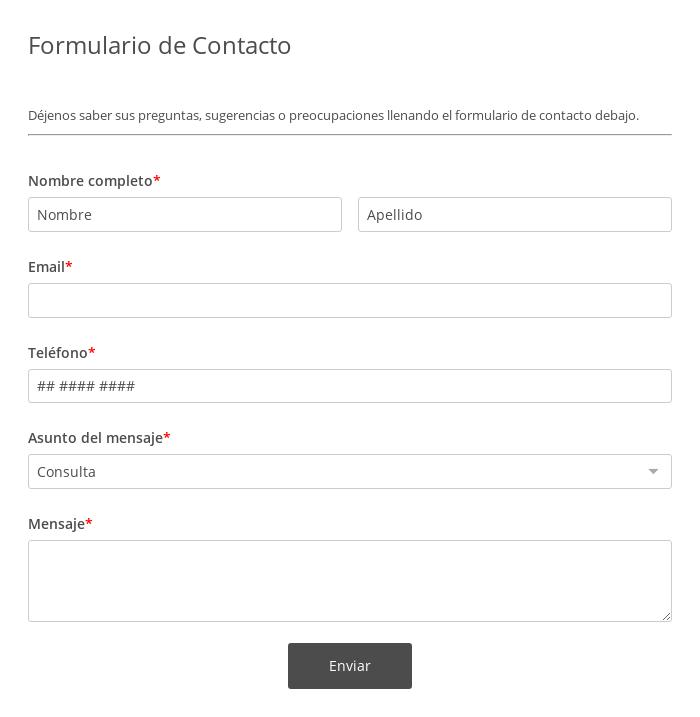 Formulario de Contacto
Déjenos saber sus preguntas, sugerencias o preocupaciones llenando el formulario de contacto debajo.
Nombre completo*
Nombre Apellido
Email*
Teléfono*
## #### ####
Asunto del mensaje*
Consulta
Mensaje*
Enviar